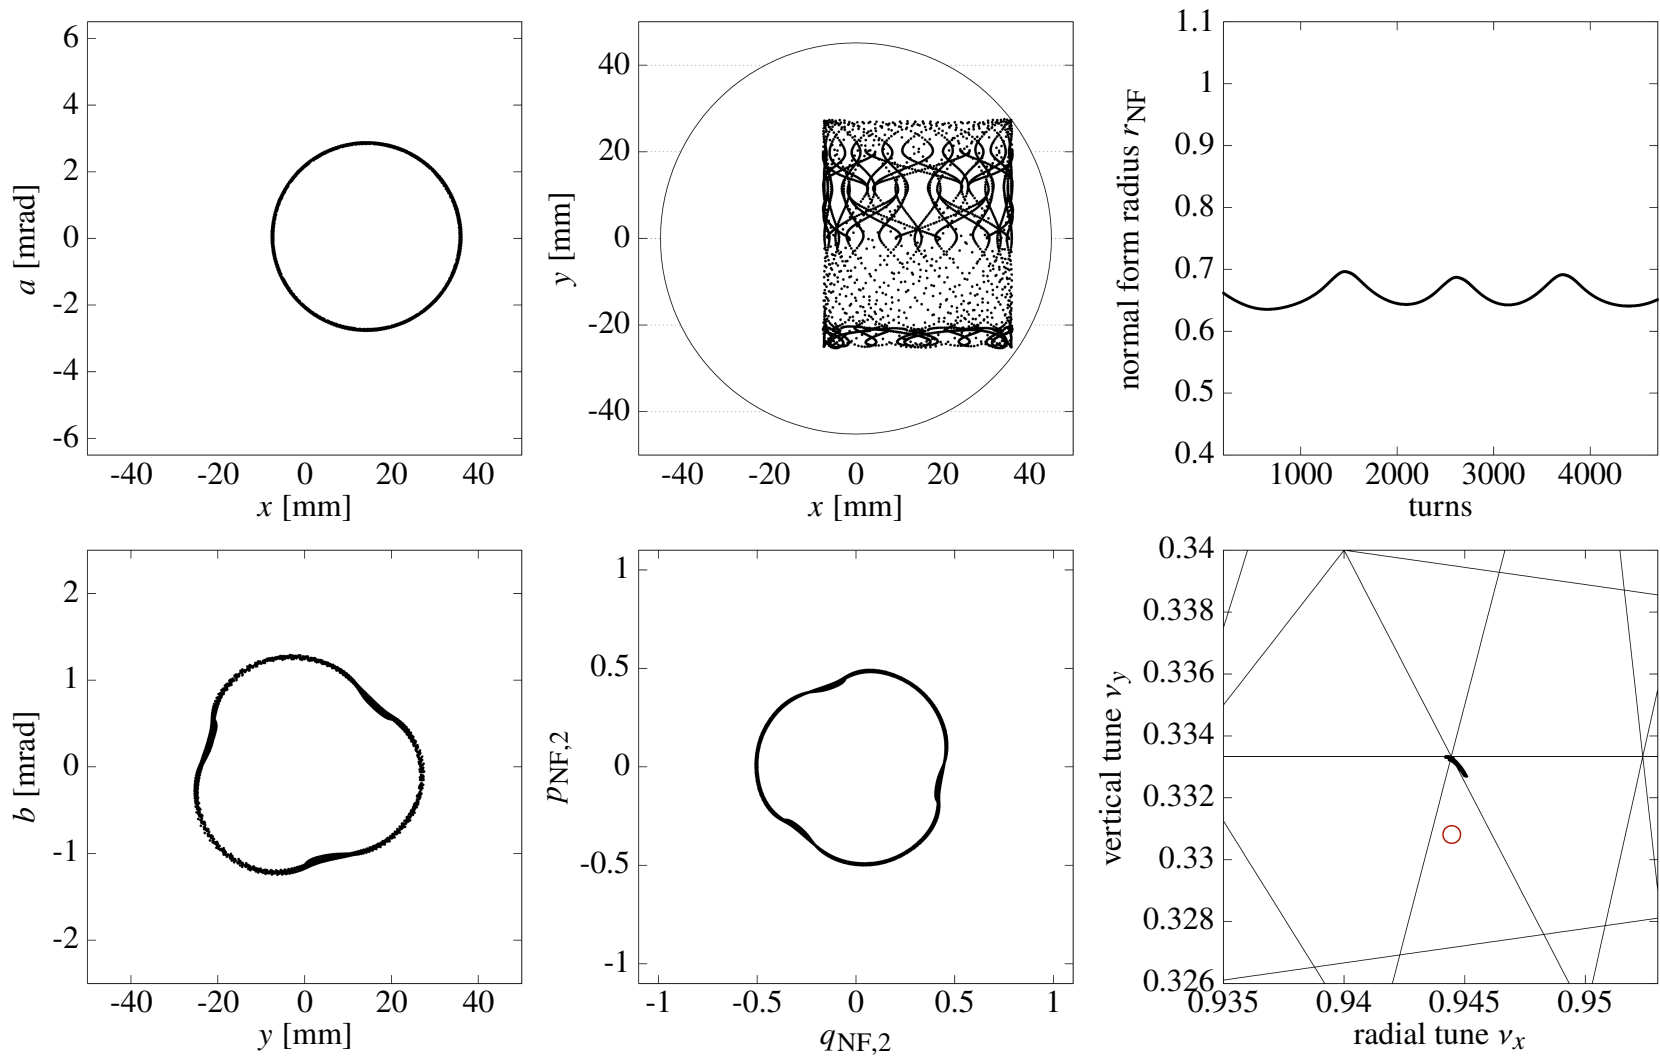 6
4
2
0
-2
-4
-6
a [mrad]
-40 -20 0 20 40
x [mm]
40
20
0
-20
-40
y [mm]
-40 -20 0 20 40
x [mm]
1.1
1
0.9
0.8
0.7
0.6
0.5
0.4
normal form radius rNF
1000 2000 3000 4000
turns
2
1
0
-1
-2
b [mrad]
-40 -20 0 20 40
y [mm]
1
0.5
0
-0.5
-1
pNF,2
-1 -0.5 0 0.5 1
qNF,2
0.34
0.338
0.336
0.334
0.332
0.33
0.328
0.326
vertical tune νy
0.935 0.94 0.945 0.95
radial tune νx